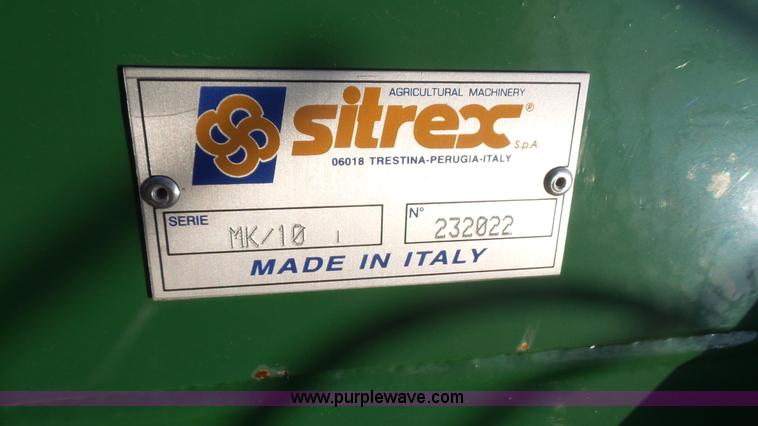 AGRICULTURAL MACHINERY
sitrex®
S.p.A.
06018 TRESTINA-PERUGIA-ITALY
SERIE MK/10
N° 232022
MADE IN ITALY
www.purplewave.com